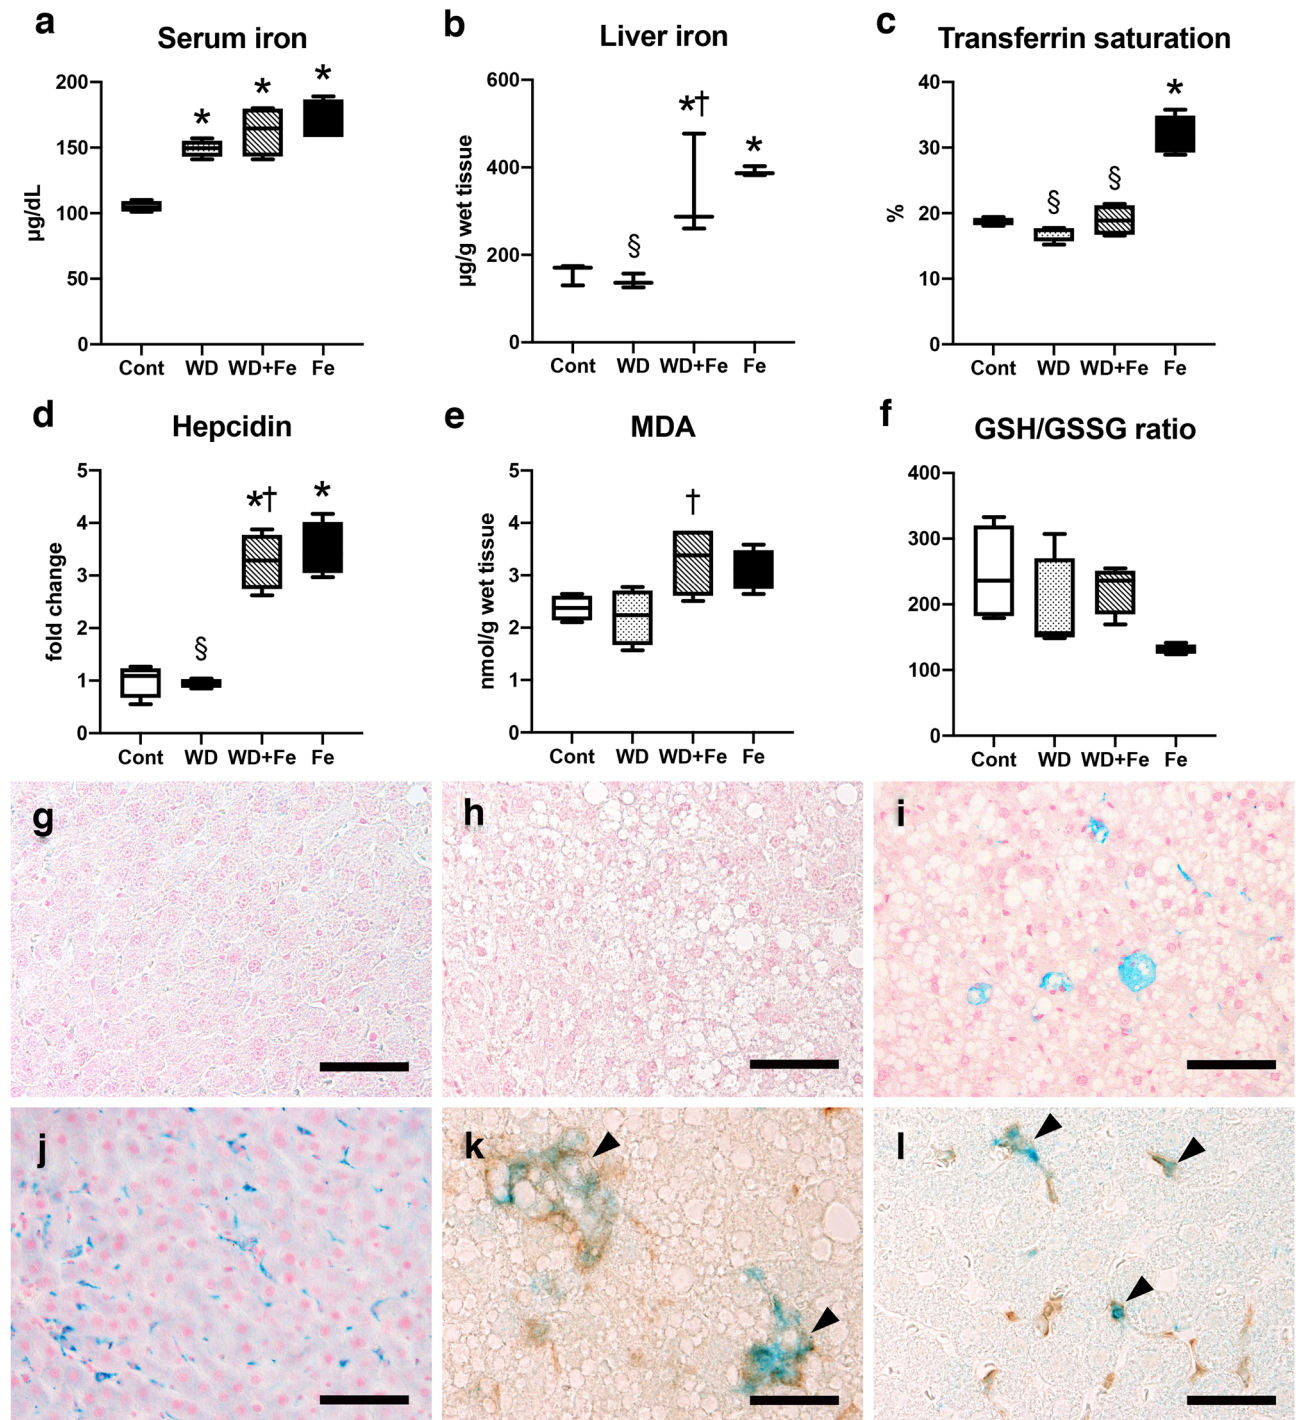 a
Serum iron
µg/dL
200
150
100
50
0
* * *
Cont WD WD+Fe Fe
b
Liver iron
µg/g wet tissue
600
400
200
0
§ *† *
Cont WD WD+Fe Fe
c
Transferrin saturation
%
40
30
20
10
0
§ § *
Cont WD WD+Fe Fe
d
Hepcidin
fold change
5
4
3
2
1
0
§ *† *
Cont WD WD+Fe Fe
e
MDA
nmol/g wet tissue
5
4
3
2
1
0
†
Cont WD WD+Fe Fe
f
GSH/GSSG ratio
400
300
200
100
0
Cont WD WD+Fe Fe
g
h
i
j
k
l